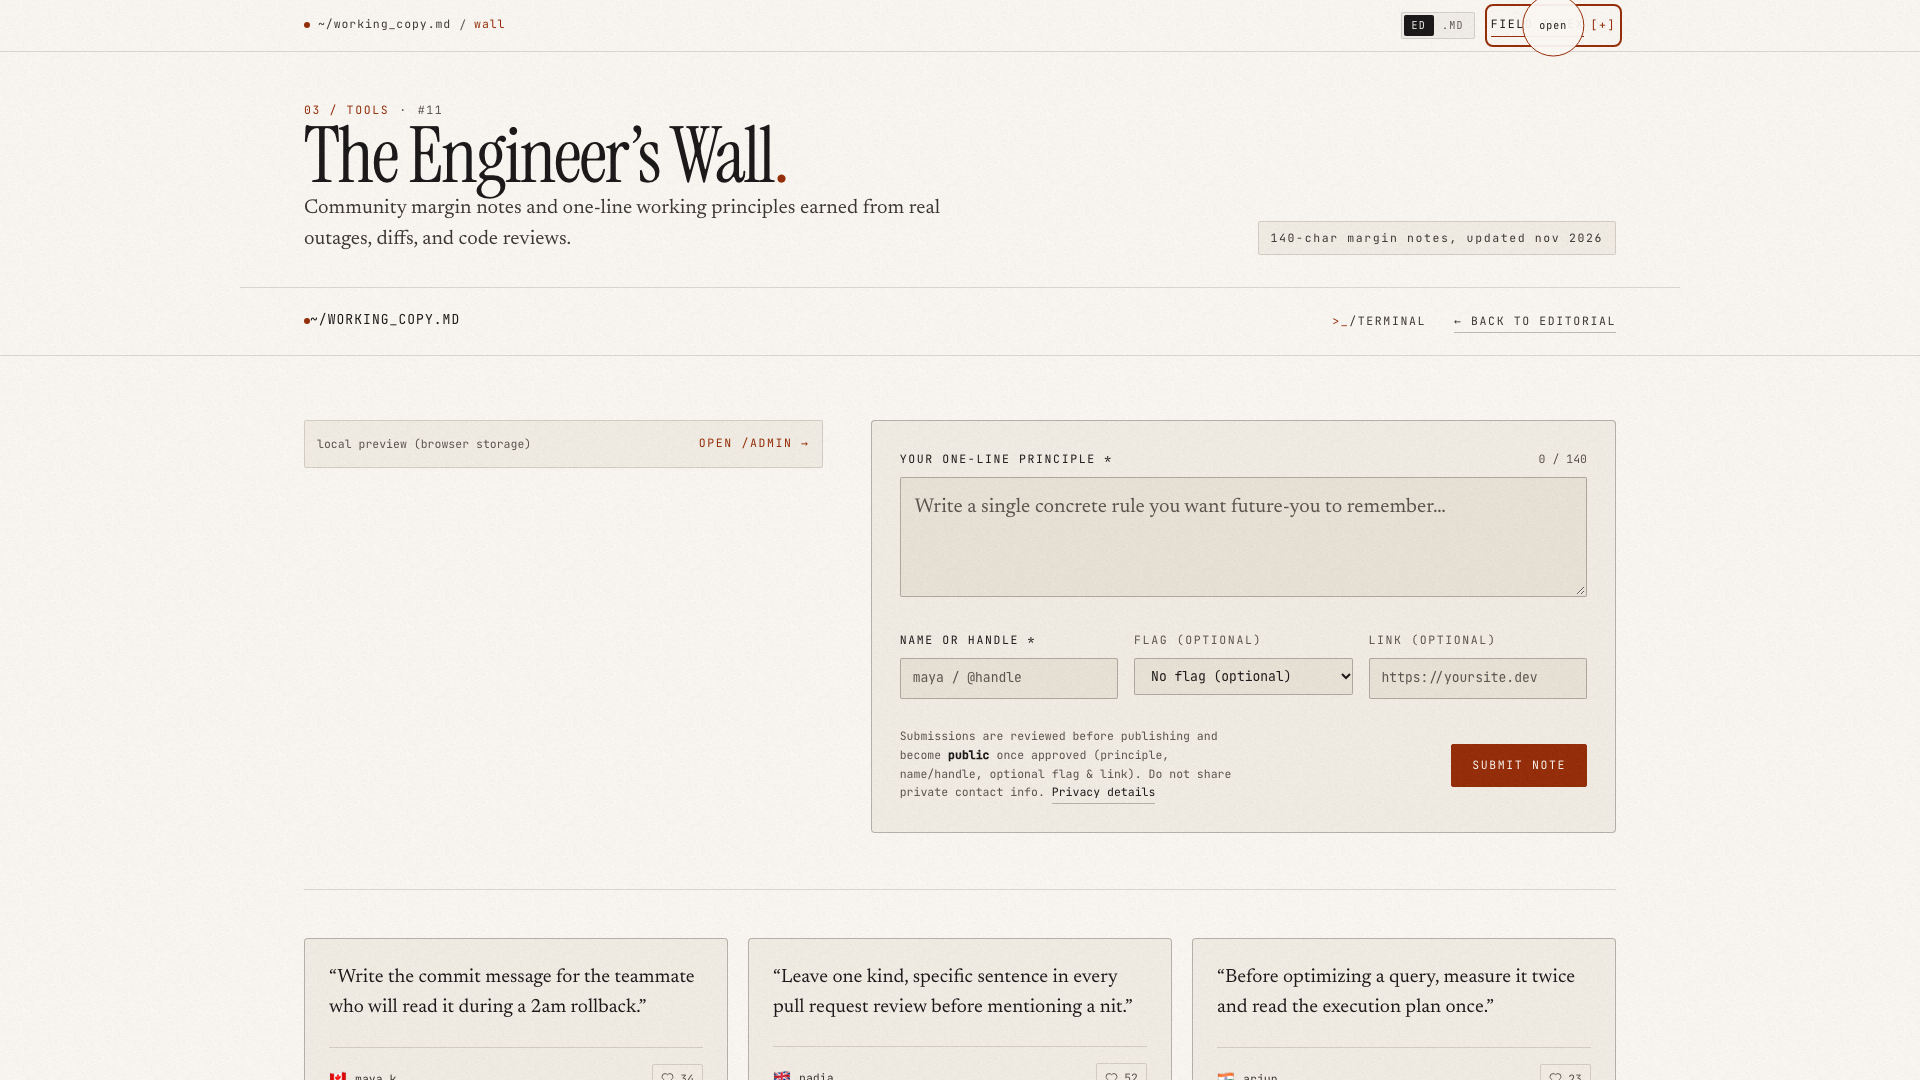 ~/working_copy.md / wall
ED .MD
FIEL open [+]
03 / TOOLS · #11
The Engineer’s Wall.
Community margin notes and one-line working principles earned from real
outages, diffs, and code reviews.
140-char margin notes, updated nov 2026
~/WORKING_COPY.MD
>_/TERMINAL
← BACK TO EDITORIAL
local preview (browser storage)
OPEN /ADMIN →
YOUR ONE-LINE PRINCIPLE *
0 / 140
Write a single concrete rule you want future-you to remember…
NAME OR HANDLE *
FLAG (OPTIONAL)
LINK (OPTIONAL)
maya / @handle
No flag (optional)
https://yoursite.dev
Submissions are reviewed before publishing and
become public once approved (principle,
name/handle, optional flag & link). Do not share
private contact info. Privacy details
SUBMIT NOTE
“Write the commit message for the teammate
who will read it during a 2am rollback.”
“Leave one kind, specific sentence in every
pull request review before mentioning a nit.”
“Before optimizing a query, measure it twice
and read the execution plan once.”
maya k
34
nadia
52
arjun
23